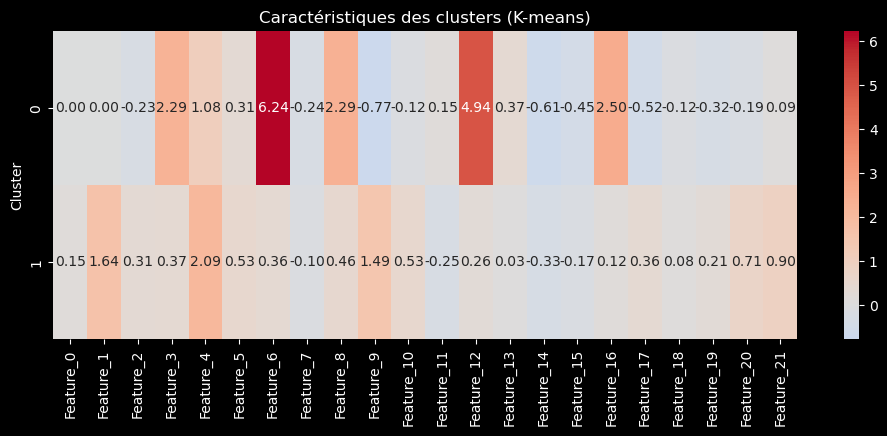 Caractéristiques des clusters (K-means)
Cluster
0
0.00 0.00 -0.23 2.29 1.08 0.31 6.24 -0.24 2.29 -0.77 -0.12 0.15 4.94 0.37 -0.61 -0.45 2.50 -0.52 -0.12 -0.32 -0.19 0.09
1
0.15 1.64 0.31 0.37 2.09 0.53 0.36 -0.10 0.46 1.49 0.53 -0.25 0.26 0.03 -0.33 -0.17 0.12 0.36 0.08 0.21 0.71 0.90
Feature_0
Feature_1
Feature_2
Feature_3
Feature_4
Feature_5
Feature_6
Feature_7
Feature_8
Feature_9
Feature_10
Feature_11
Feature_12
Feature_13
Feature_14
Feature_15
Feature_16
Feature_17
Feature_18
Feature_19
Feature_20
Feature_21
6
5
4
3
2
1
0